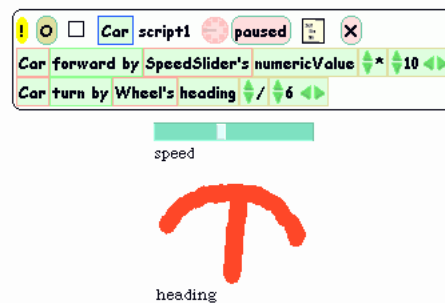 ! O Car script1 paused
Car forward by SpeedSlider's numericValue * 10
Car turn by Wheel's heading / 6
speed
heading